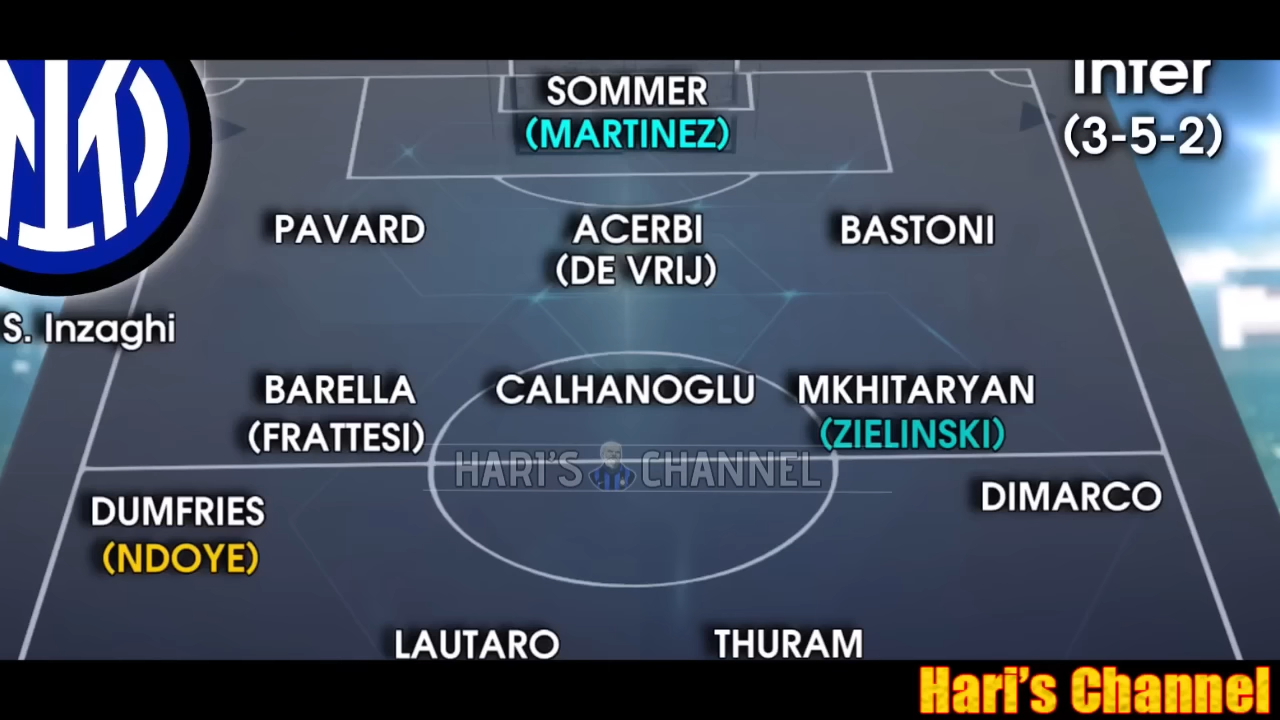 SOMMER
(MARTINEZ)
Inter
(3-5-2)
PAVARD
ACERBI
(DE VRIJ)
BASTONI
S. Inzaghi
BARELLA
(FRATTESI)
CALHANOGLU
MKHITARYAN
(ZIELINSKI)
HARI'S CHANNEL
DUMFRIES
(NDOYE)
DIMARCO
LAUTARO
THURAM
Hari's Channel